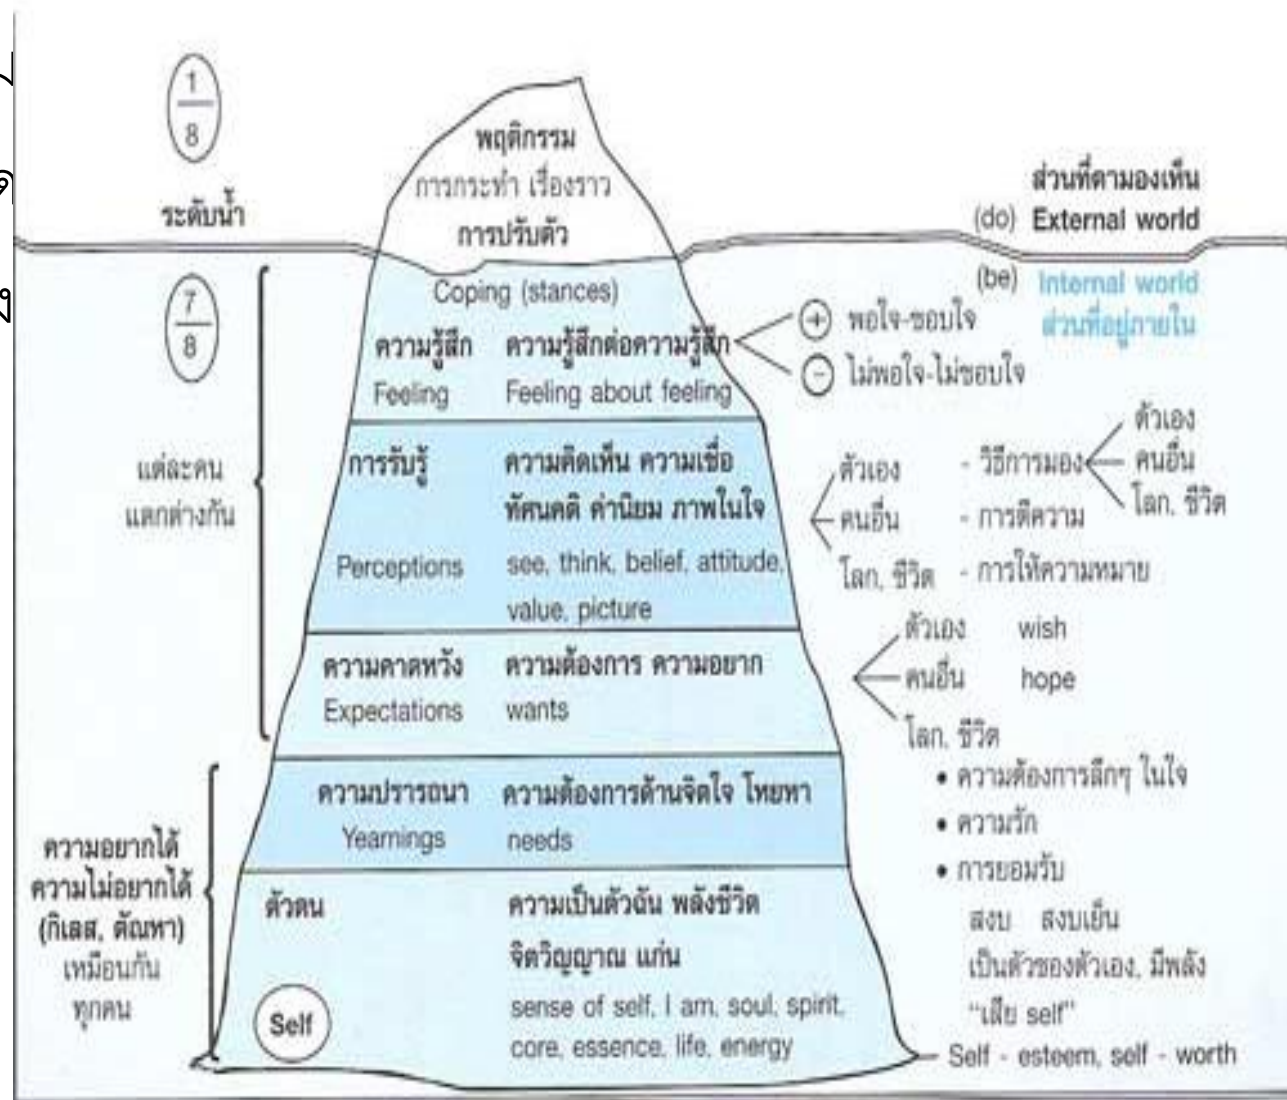 1
8
พฤติกรรม
การกระทำ เรื่องราว
การปรับตัว
ระดับน้ำ
ส่วนที่ตามองเห็น
(do) External world
7
8
Coping (stances)
(be) Internal world
ส่วนที่อยู่ภายใน
ความรู้สึก ความรู้สึกต่อความรู้สึก
Feeling Feeling about feeling
+ พอใจ-ชอบใจ
- ไม่พอใจ-ไม่ชอบใจ
แต่ละคน
แตกต่างกัน
การรับรู้ ความคิดเห็น ความเชื่อ
ทัศนคติ ค่านิยม ภาพในใจ
Perceptions see, think, belief, attitude,
value, picture
ตัวเอง
คนอื่น
โลก, ชีวิต
- วิธีการมอง
- การตีความ
- การให้ความหมาย
ตัวเอง
คนอื่น
โลก, ชีวิต
ความคาดหวัง ความต้องการ ความอยาก
Expectations wants
ตัวเอง wish
คนอื่น hope
โลก, ชีวิต
ความปรารถนา ความต้องการด้านจิตใจ โหยหา
Yearnings needs
• ความต้องการลึกๆ ในใจ
• ความรัก
• การยอมรับ
สงบ สงบเย็น
เป็นตัวของตัวเอง, มีพลัง
"เสีย self"
ความอยากได้
ความไม่อยากได้
(กิเลส, ตัณหา)
เหมือนกัน
ทุกคน
ตัวตน ความเป็นตัวฉัน พลังชีวิต
จิตวิญญาณ แก่น
Self
sense of self, I am, soul, spirit,
core, essence, life, energy
Self - esteem, self - worth